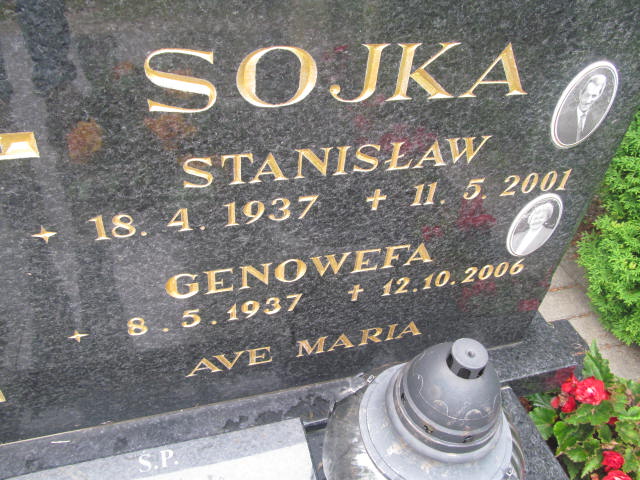 SOJKA
STANISŁAW
18. 4. 1937 ✝ 11. 5. 2001
GENOWEFA
8. 5. 1937 ✝ 12. 10. 2006
AVE MARIA
S.P.